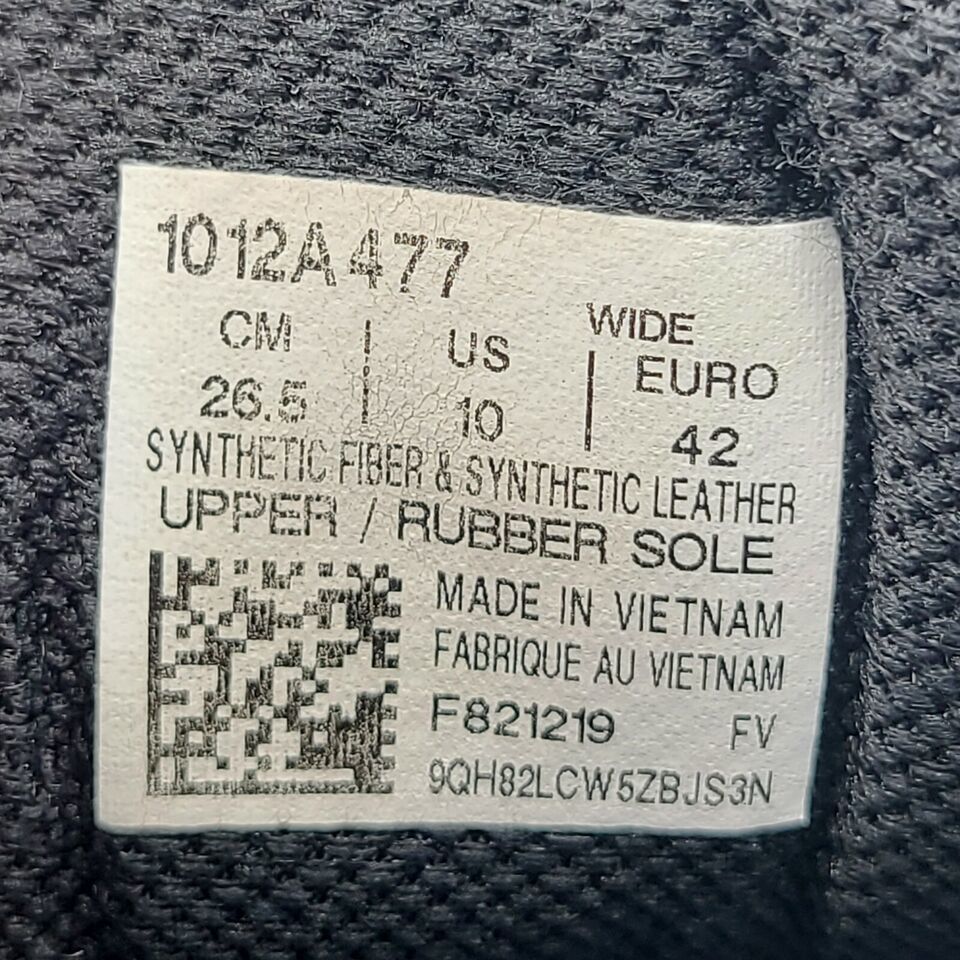 1012A477
WIDE
CM | US | EURO
26.5 | 10 | 42
SYNTHETIC FIBER & SYNTHETIC LEATHER
UPPER / RUBBER SOLE
MADE IN VIETNAM
FABRIQUE AU VIETNAM
F821219 FV
9QH82LCW5ZBJS3N